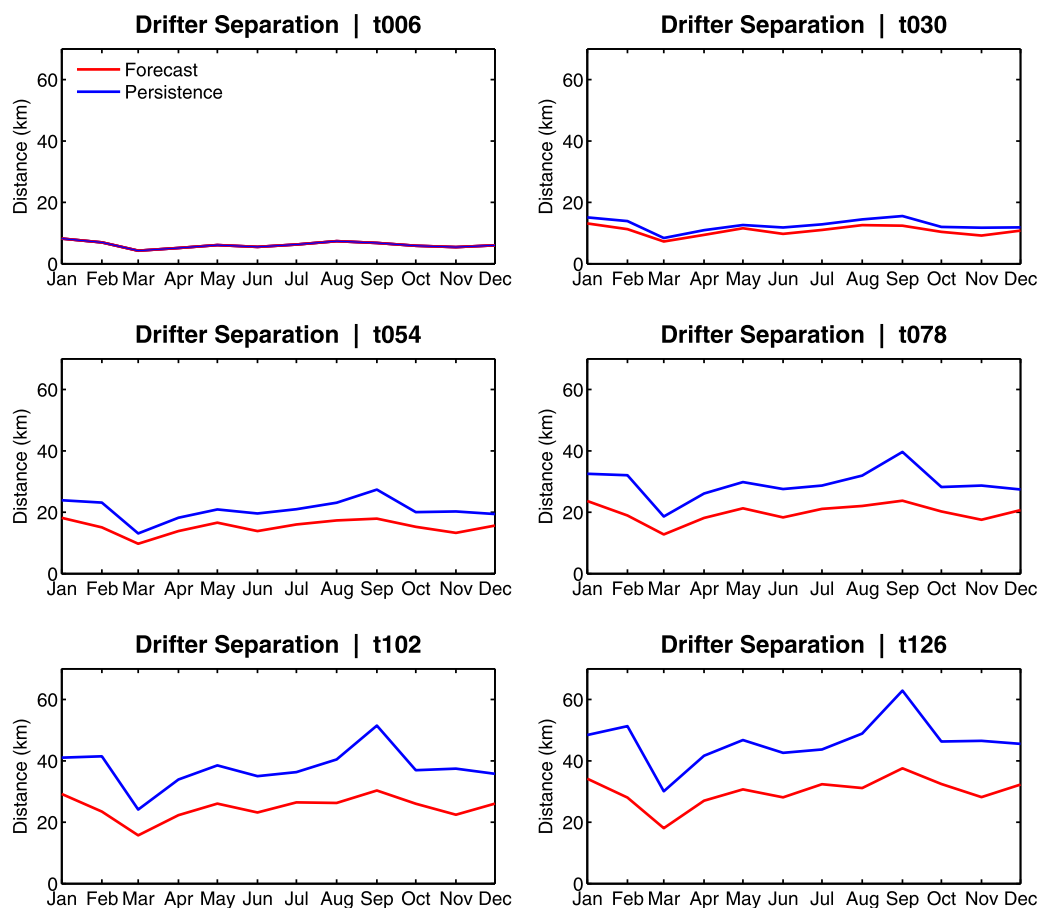 Drifter Separation | t006
Distance (km)
60
40
20
0
Forecast
Persistence
Jan Feb Mar Apr May Jun Jul Aug Sep Oct Nov Dec
Drifter Separation | t030
Distance (km)
60
40
20
0
Jan Feb Mar Apr May Jun Jul Aug Sep Oct Nov Dec
Drifter Separation | t054
Distance (km)
60
40
20
0
Jan Feb Mar Apr May Jun Jul Aug Sep Oct Nov Dec
Drifter Separation | t078
Distance (km)
60
40
20
0
Jan Feb Mar Apr May Jun Jul Aug Sep Oct Nov Dec
Drifter Separation | t102
Distance (km)
60
40
20
0
Jan Feb Mar Apr May Jun Jul Aug Sep Oct Nov Dec
Drifter Separation | t126
Distance (km)
60
40
20
0
Jan Feb Mar Apr May Jun Jul Aug Sep Oct Nov Dec